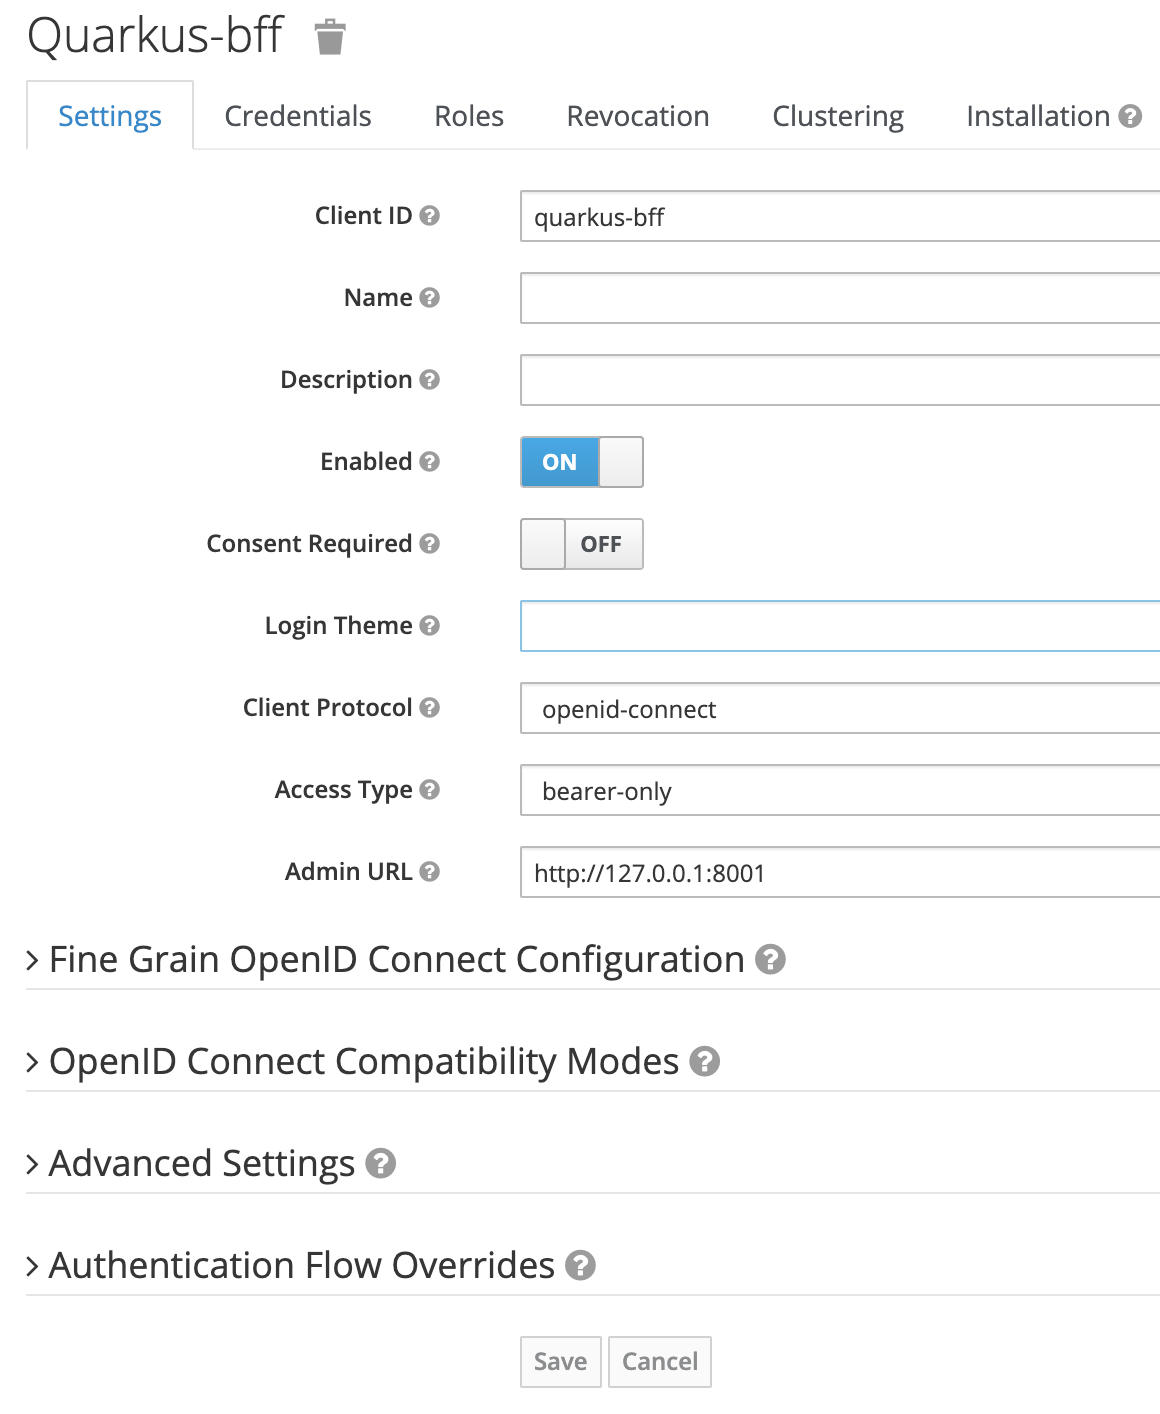 Quarkus-bff
Settings Credentials Roles Revocation Clustering Installation
Client ID quarkus-bff
Name
Description
Enabled ON
Consent Required OFF
Login Theme
Client Protocol openid-connect
Access Type bearer-only
Admin URL http://127.0.0.1:8001
Fine Grain OpenID Connect Configuration
OpenID Connect Compatibility Modes
Advanced Settings
Authentication Flow Overrides
Save Cancel